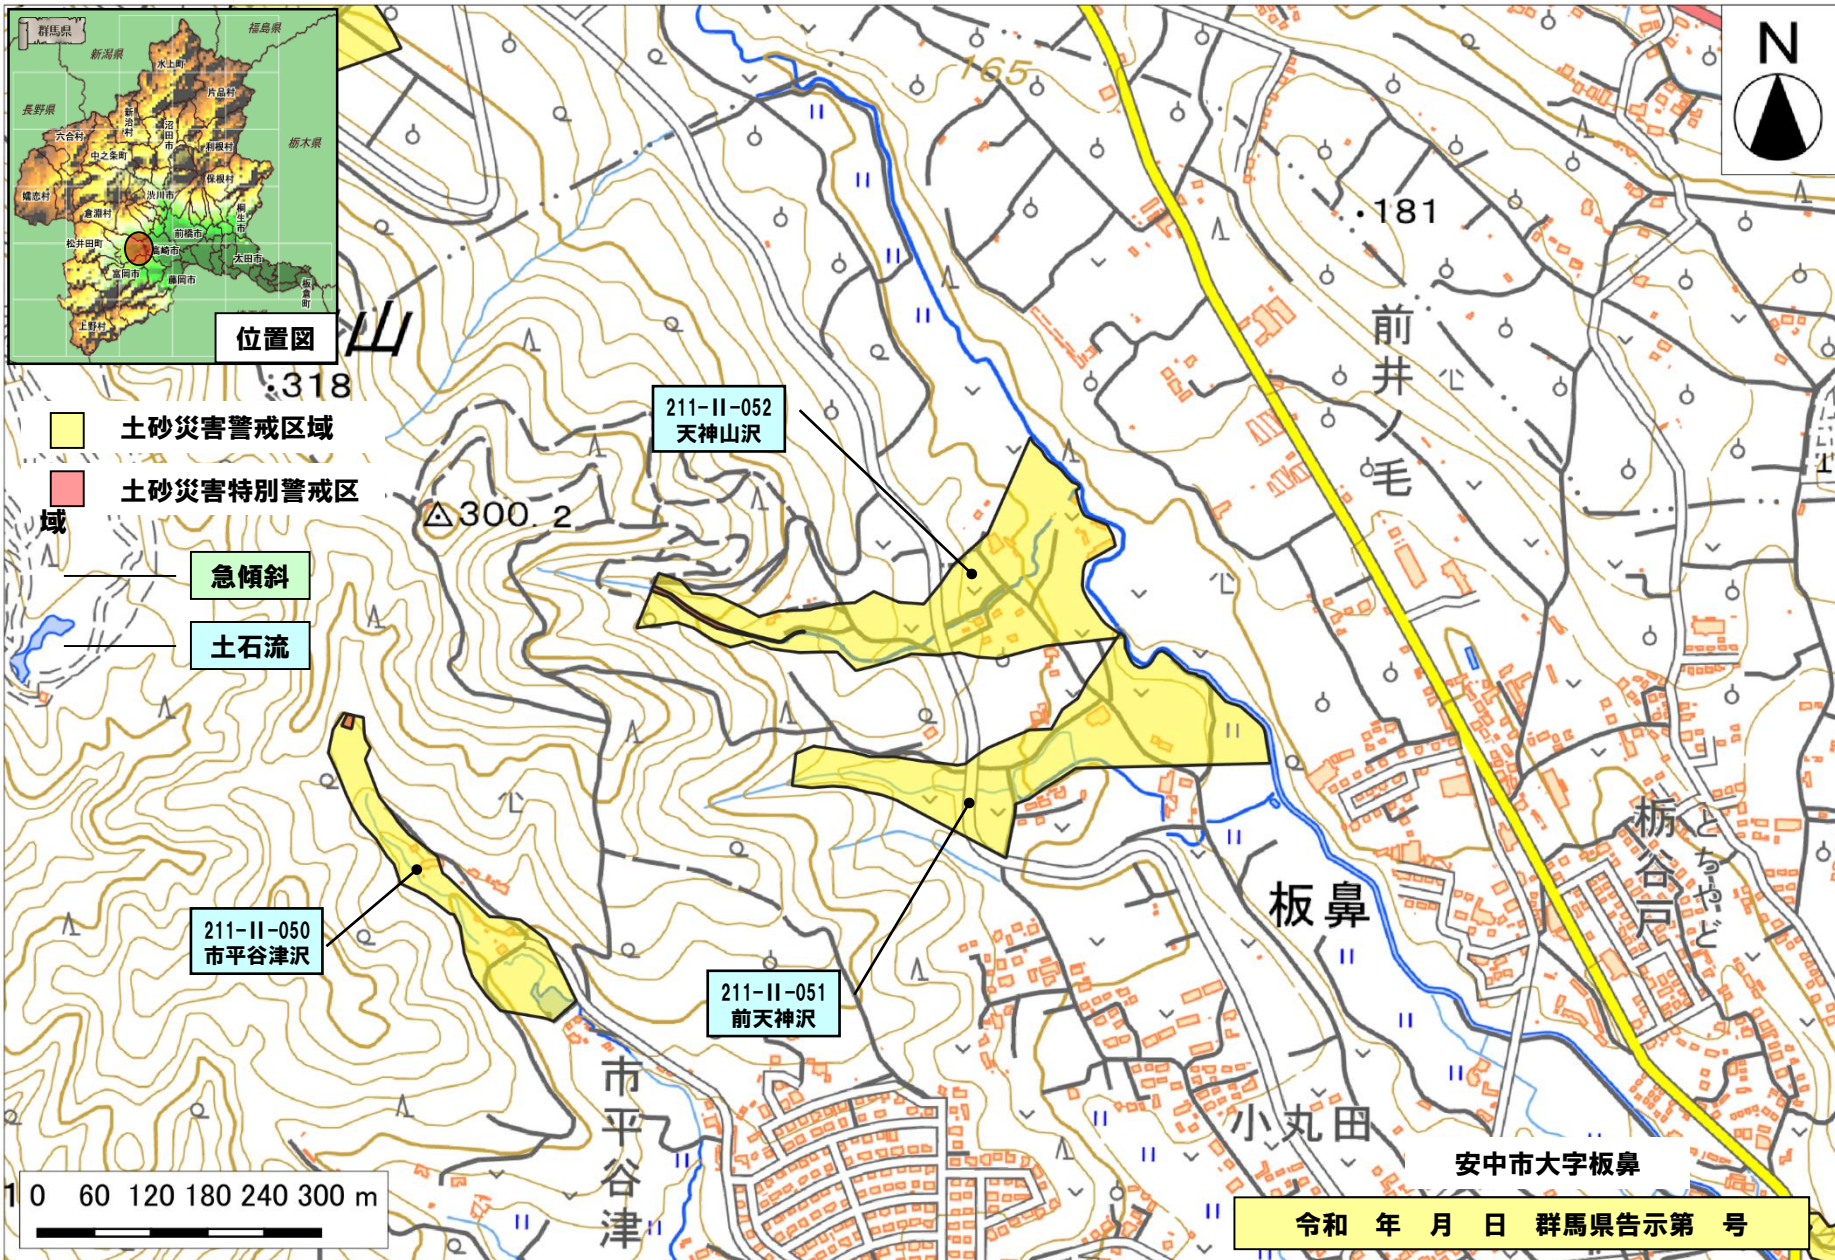 群馬県
福島県
新潟県
水上町
片品村
長野県
新治村
沼田市
六合村
利根村
栃木県
中之条町
嬬恋村
渋川市
倉淵村
桐生市
前橋市
松井田町
高崎市
太田市
富岡市
藤岡市
板倉町
上野村
位置図
山
・318
土砂災害警戒区域
土砂災害特別警戒区
域
急傾斜
土石流
300.2
165
・181
N
前井ノ毛
211-II-052
天神山沢
211-II-050
市平谷津沢
211-II-051
前天神沢
板鼻
栃谷戸
とちやど
市平谷津
小丸田
安中市大字板鼻
令和 年 月 日 群馬県告示第 号
0 60 120 180 240 300 m